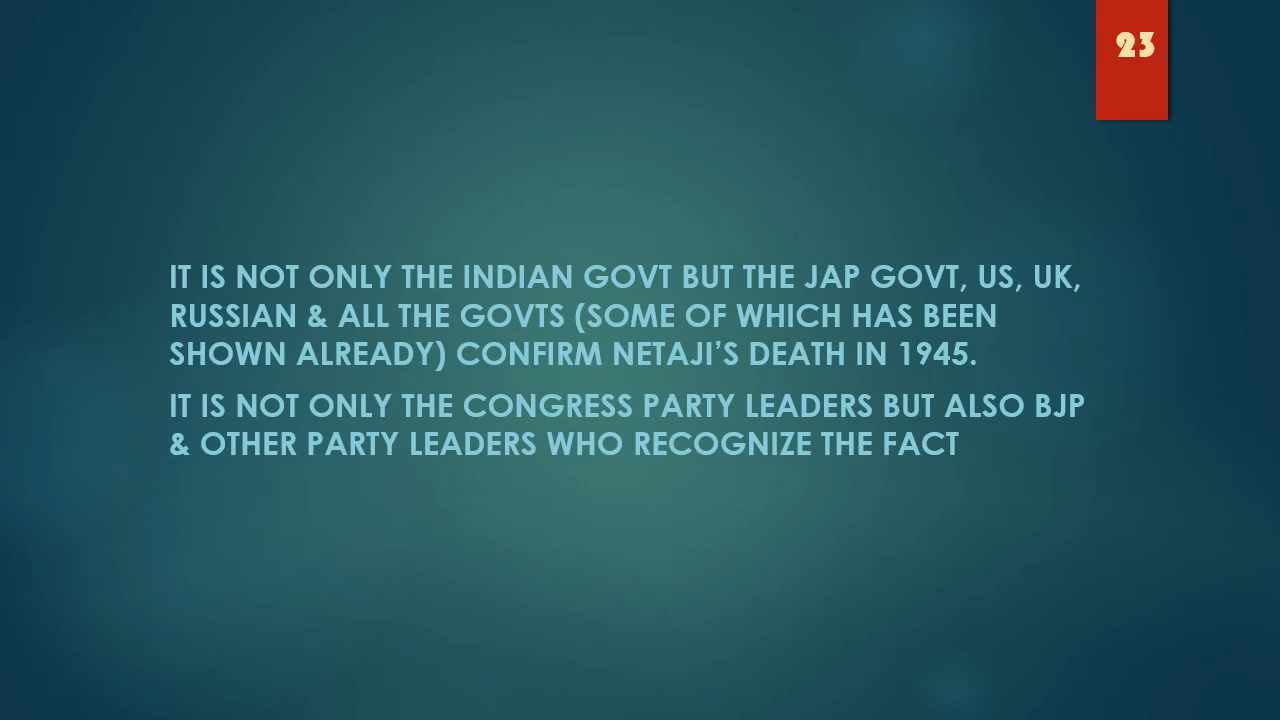 23
IT IS NOT ONLY THE INDIAN GOVT BUT THE JAP GOVT, US, UK,
RUSSIAN & ALL THE GOVTS (SOME OF WHICH HAS BEEN
SHOWN ALREADY) CONFIRM NETAJI’S DEATH IN 1945.
IT IS NOT ONLY THE CONGRESS PARTY LEADERS BUT ALSO BJP
& OTHER PARTY LEADERS WHO RECOGNIZE THE FACT